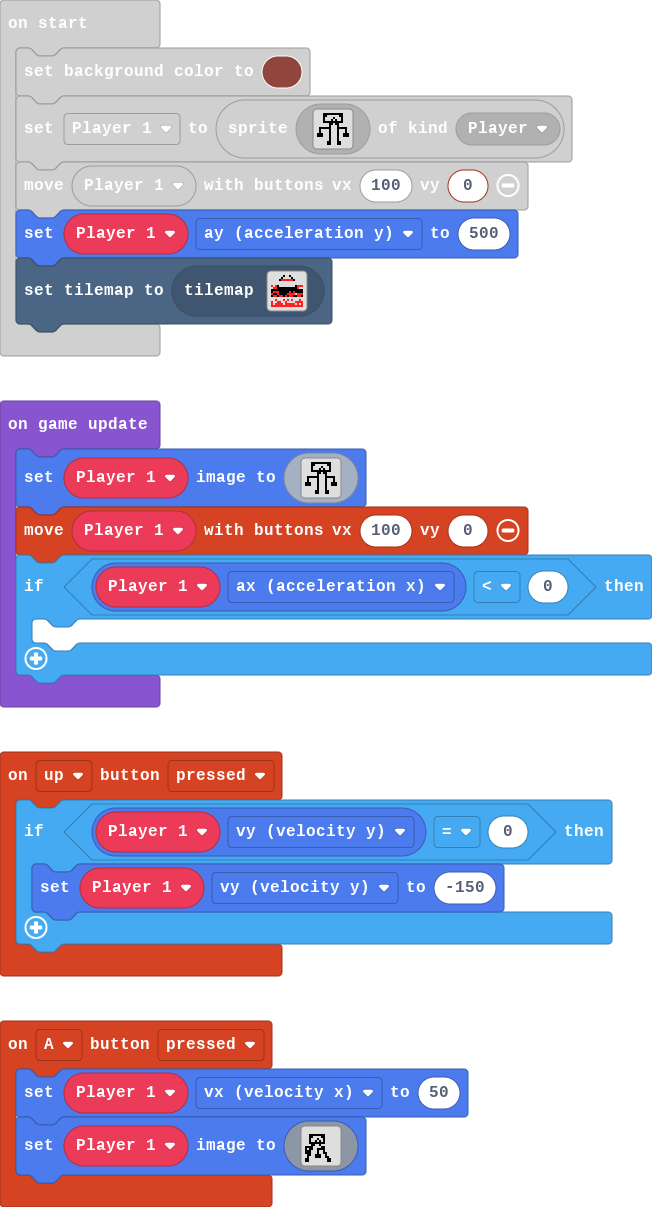 on start
set background color to
set Player 1 to sprite of kind Player
move Player 1 with buttons vx 100 vy 0
set Player 1 ay (acceleration y) to 500
set tilemap to tilemap
on game update
set Player 1 image to
move Player 1 with buttons vx 100 vy 0
if Player 1 ax (acceleration x) < 0 then
on up button pressed
if Player 1 vy (velocity y) = 0 then
set Player 1 vy (velocity y) to -150
on A button pressed
set Player 1 vx (velocity x) to 50
set Player 1 image to